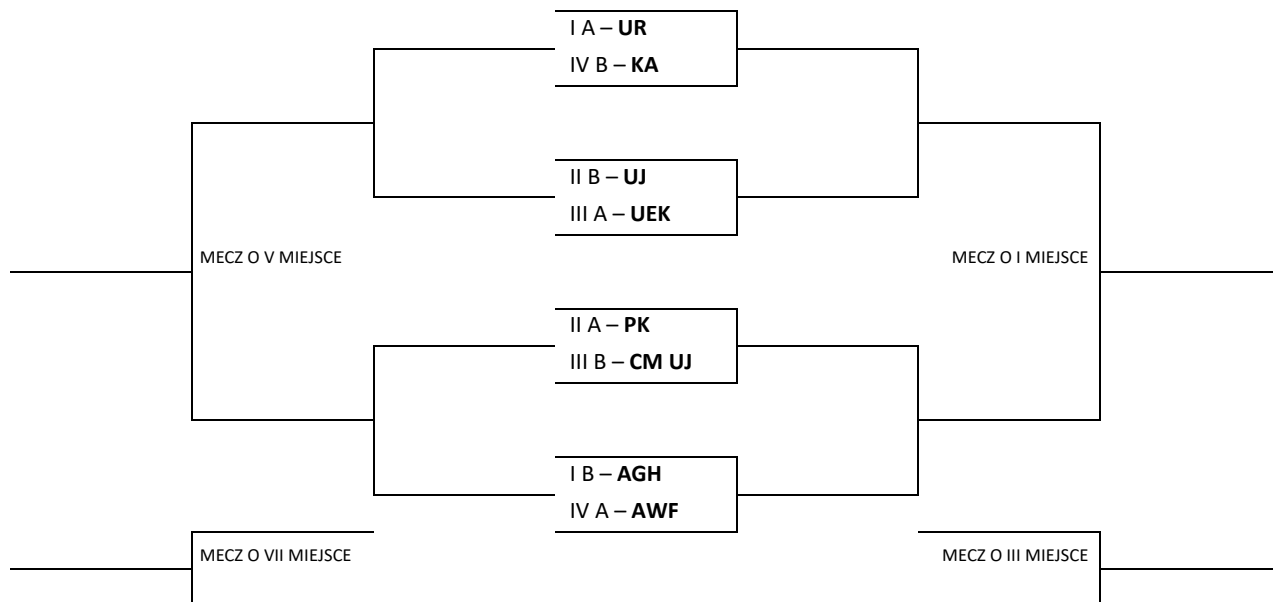 I A – UR
IV B – KA
II B – UJ
III A – UEK
MECZ O V MIEJSCE
MECZ O I MIEJSCE
II A – PK
III B – CM UJ
I B – AGH
IV A – AWF
MECZ O VII MIEJSCE
MECZ O III MIEJSCE